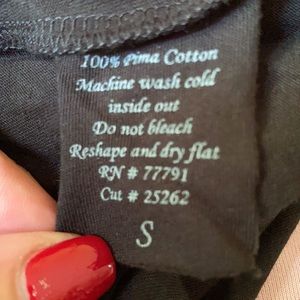 100% Pima Cotton
Machine wash cold
inside out
Do not bleach
Reshape and dry flat
RN # 77791
Cut # 25262
S